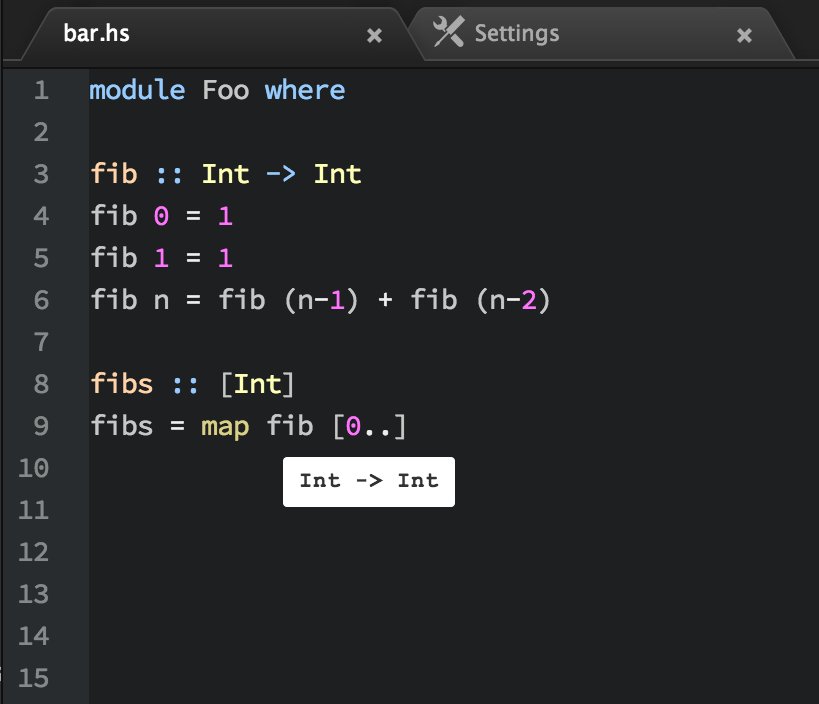 bar.hs Settings
1 module Foo where
2
3 fib :: Int -> Int
4 fib 0 = 1
5 fib 1 = 1
6 fib n = fib (n-1) + fib (n-2)
7
8 fibs :: [Int]
9 fibs = map fib [0..]
10
Int -> Int
11
12
13
14
15